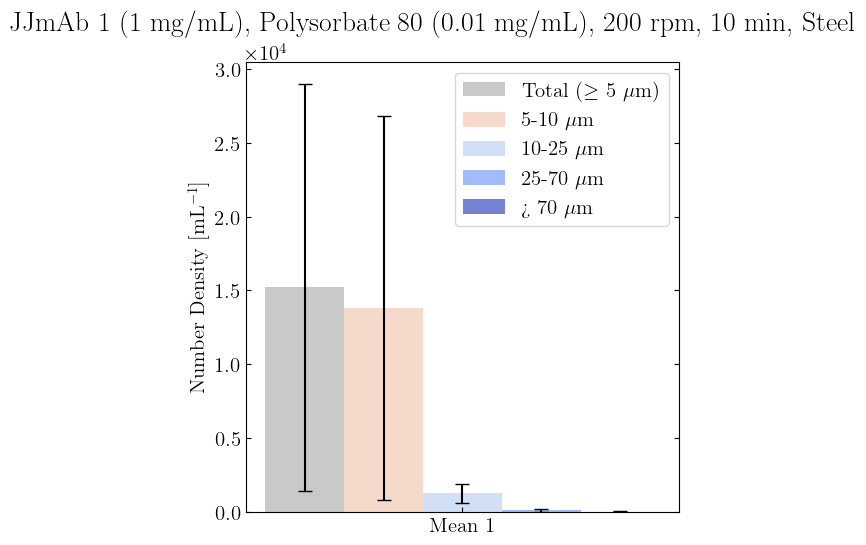 JJmAb 1 (1 mg/mL), Polysorbate 80 (0.01 mg/mL), 200 rpm, 10 min, Steel
×10⁴
3.0
2.5
2.0
1.5
1.0
0.5
0.0
Number Density [mL⁻¹]
Total (≥ 5 μm)
5-10 μm
10-25 μm
25-70 μm
¿ 70 μm
Mean 1